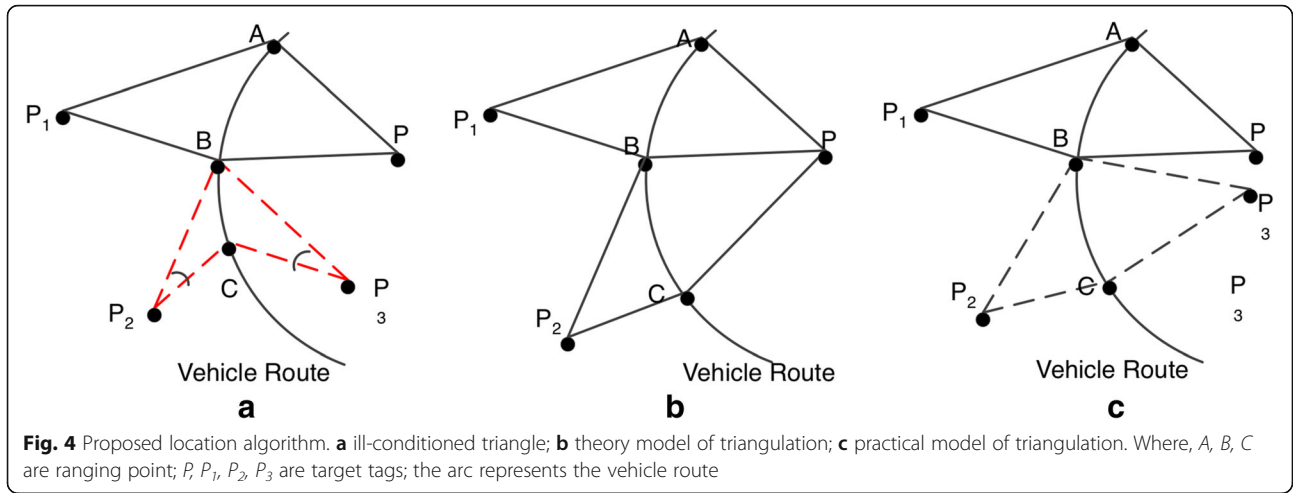 A
P1
B
P
P2
C
P
3
Vehicle Route
a
A
P1
B
P
C
P2
Vehicle Route
b
A
P1
B
P
P
3
P2
C
P
3
Vehicle Route
c
Fig. 4 Proposed location algorithm. a ill-conditioned triangle; b theory model of triangulation; c practical model of triangulation. Where, A, B, C
are ranging point; P, P1, P2, P3 are target tags; the arc represents the vehicle route